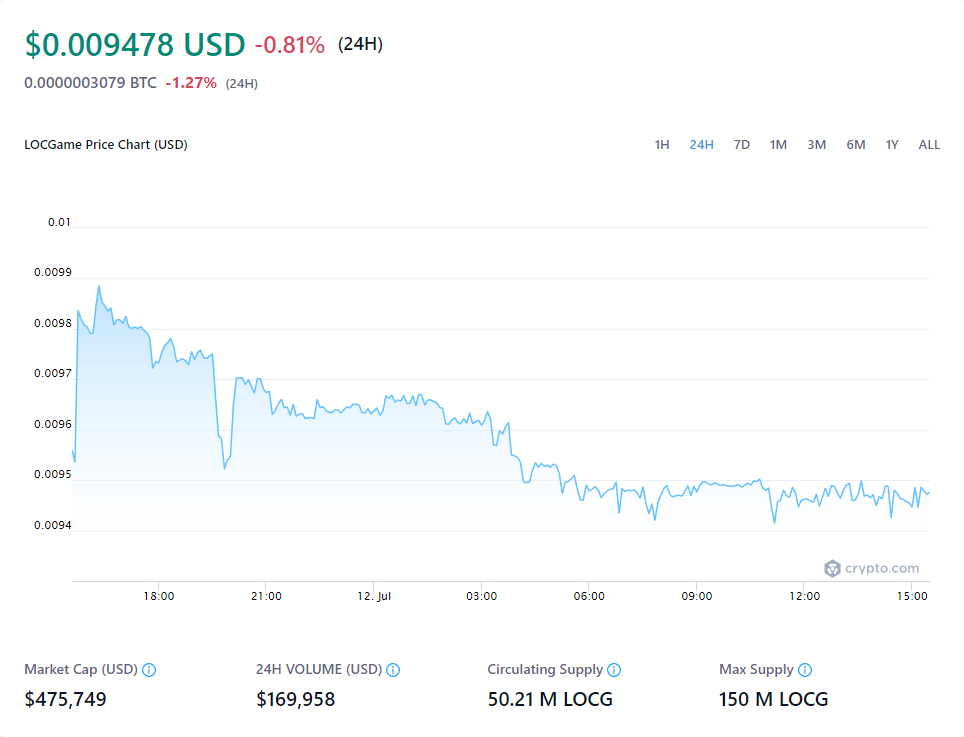 $0.009478 USD -0.81% (24H)
0.0000003079 BTC -1.27% (24H)
LOCGame Price Chart (USD) 1H 24H 7D 1M 3M 6M 1Y ALL
0.01
0.0099
0.0098
0.0097
0.0096
0.0095
0.0094
crypto.com
18:00 21:00 12. Jul 03:00 06:00 09:00 12:00 15:00
Market Cap (USD) 24H VOLUME (USD) Circulating Supply Max Supply
$475,749 $169,958 50.21 M LOCG 150 M LOCG